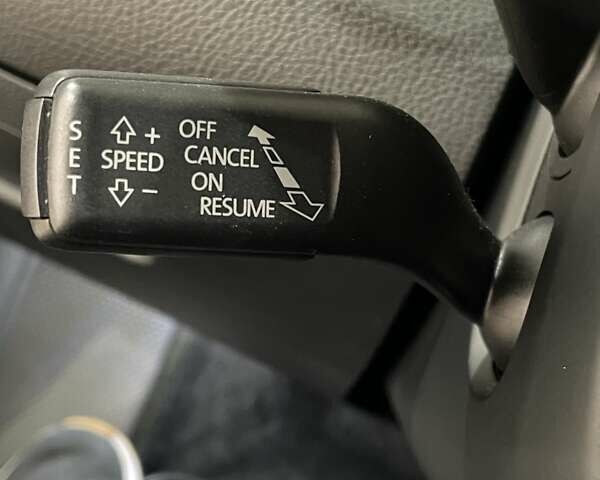 SET
SPEED
+
-
OFF
CANCEL
ON
RESUME